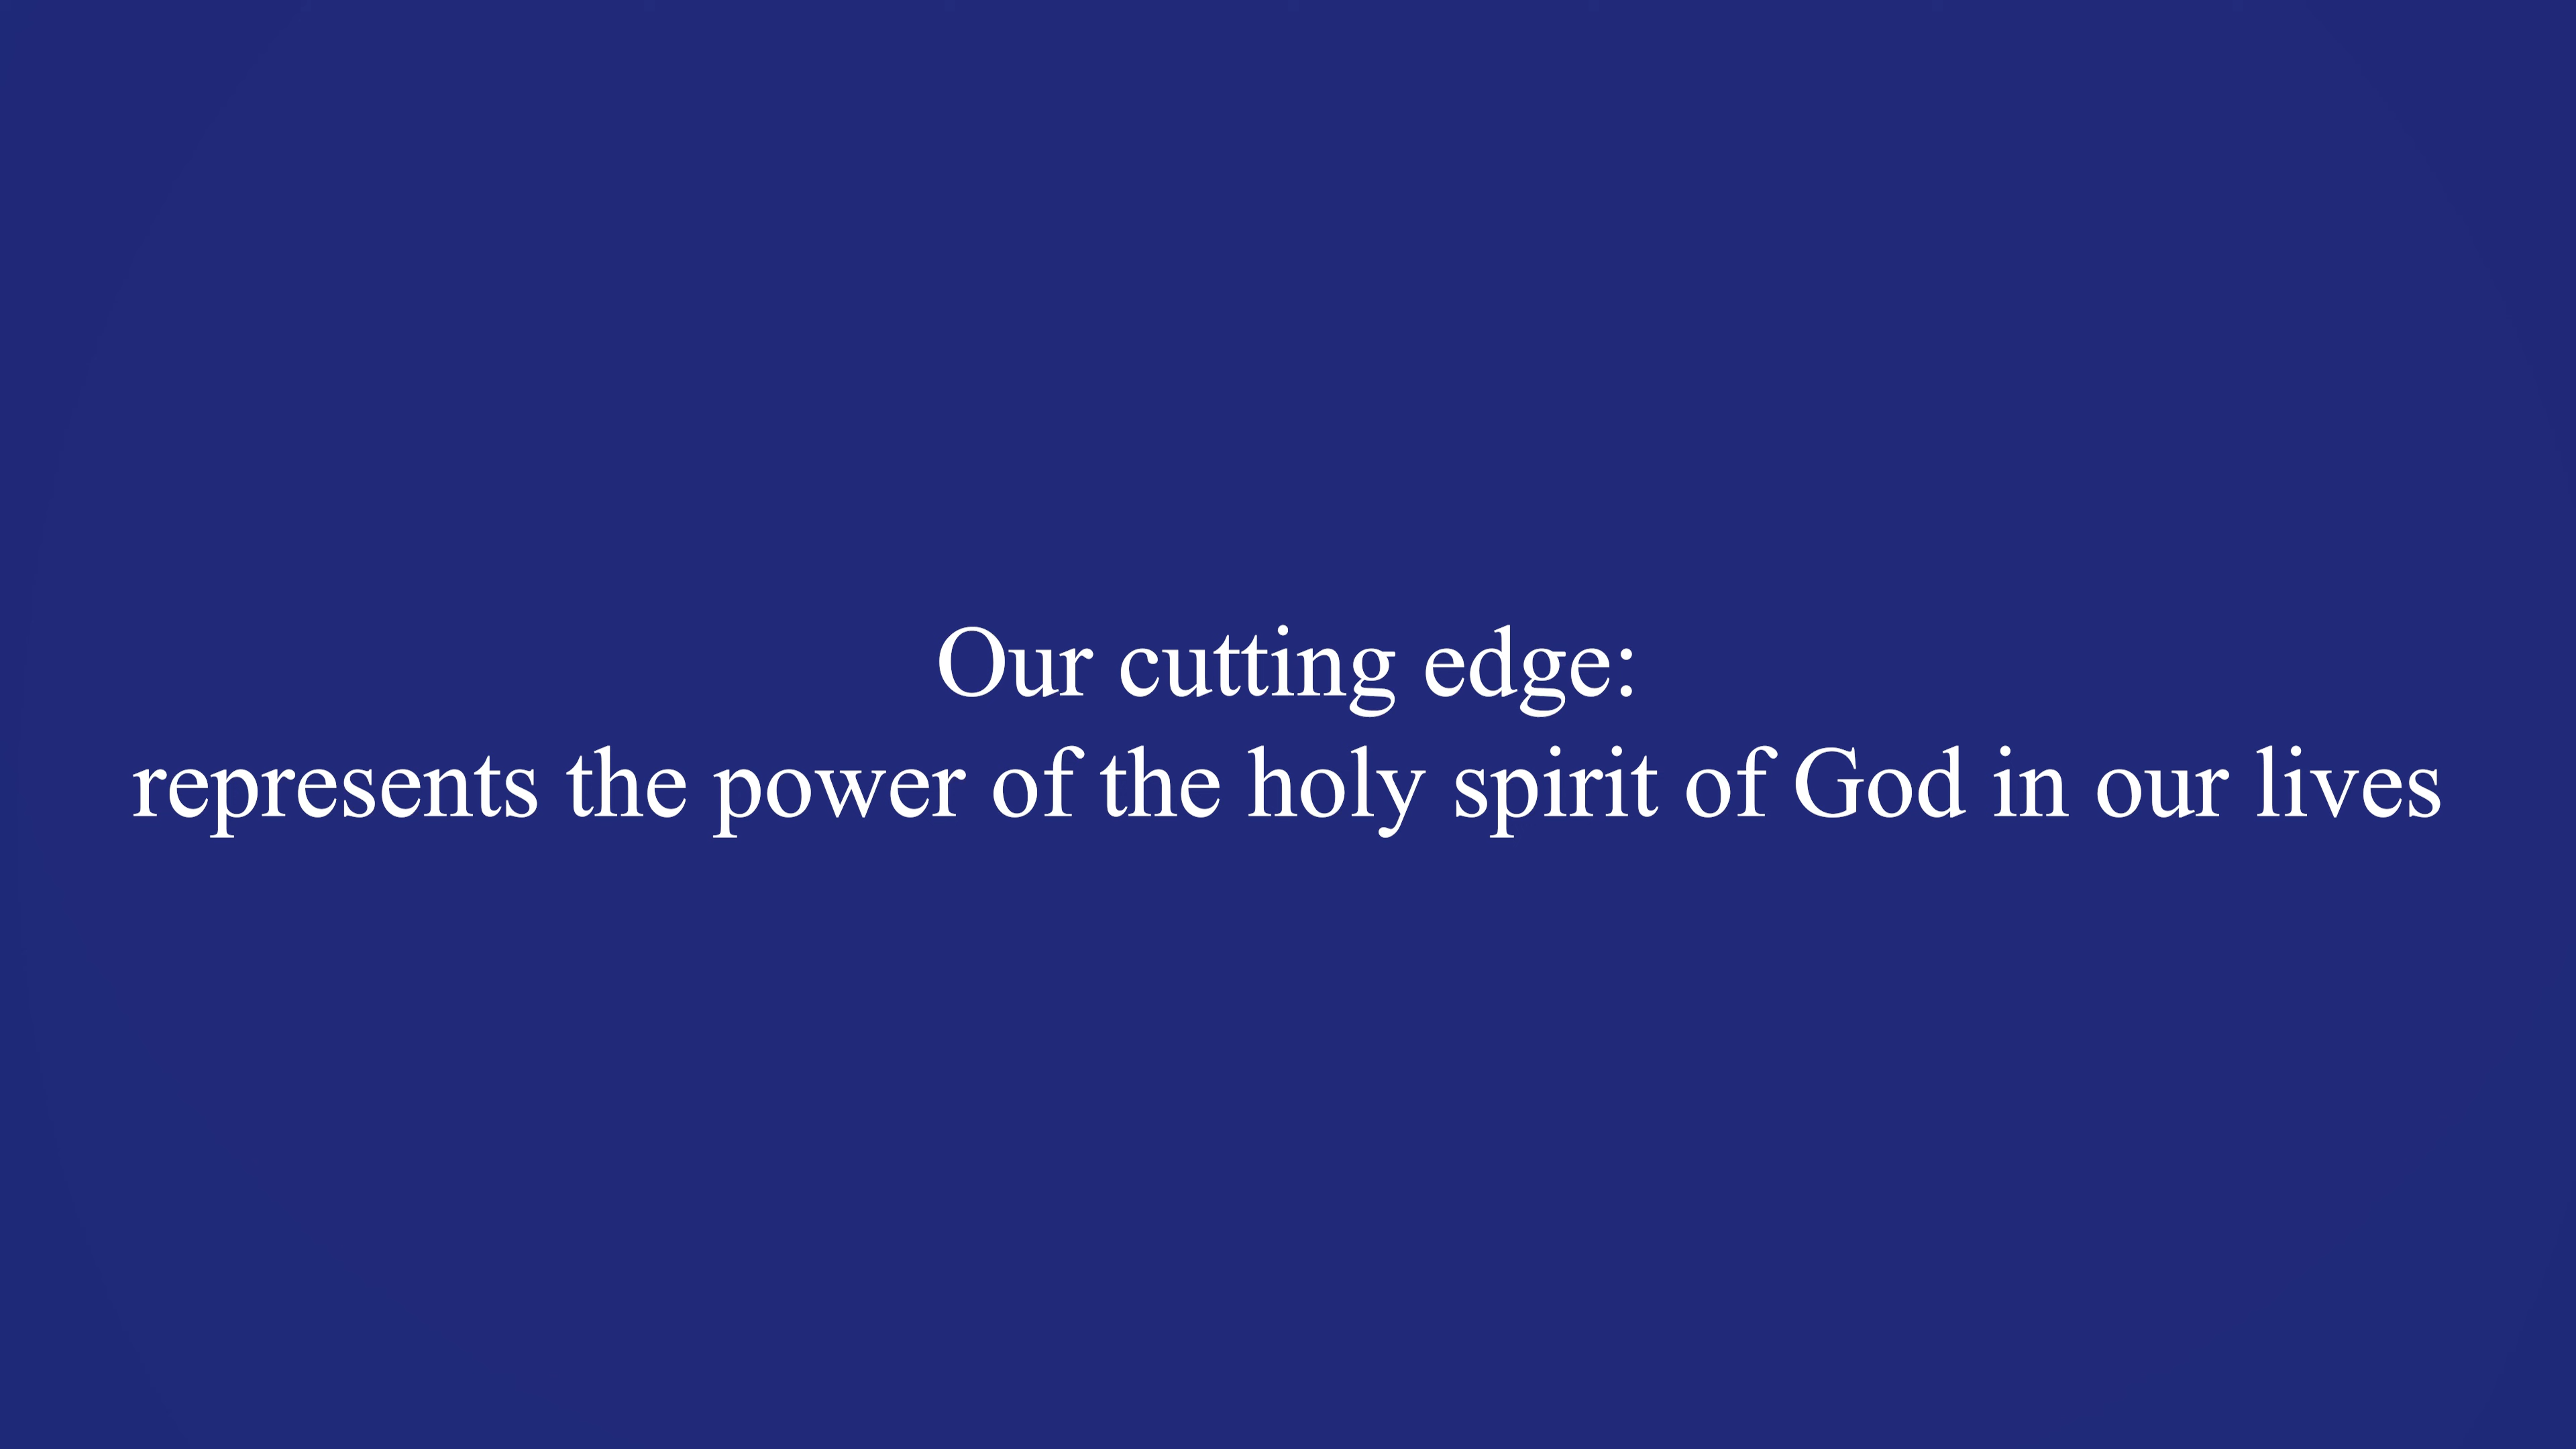 Our cutting edge:
represents the power of the holy spirit of God in our lives